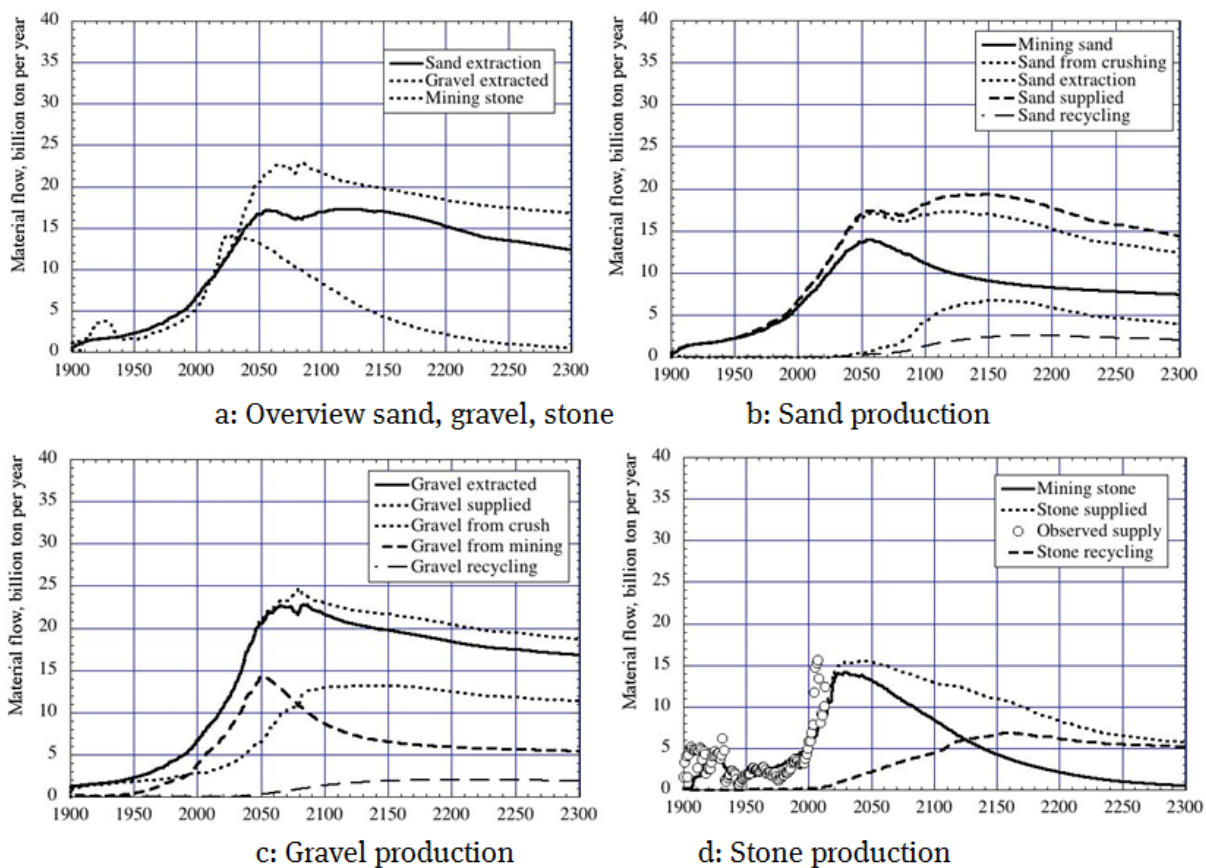 Material flow, billion ton per year
40
35
30
25
20
15
10
5
0
Sand extraction
Gravel extracted
Mining stone
1900 1950 2000 2050 2100 2150 2200 2250 2300
a: Overview sand, gravel, stone
Material flow, billion ton per year
40
35
30
25
20
15
10
5
0
Mining sand
Sand from crushing
Sand extraction
Sand supplied
Sand recycling
1900 1950 2000 2050 2100 2150 2200 2250 2300
b: Sand production
Material flow, billion ton per year
40
35
30
25
20
15
10
5
0
Gravel extracted
Gravel supplied
Gravel from crush
Gravel from mining
Gravel recycling
1900 1950 2000 2050 2100 2150 2200 2250 2300
c: Gravel production
Material flow, billion ton per year
40
35
30
25
20
15
10
5
0
Mining stone
Stone supplied
Observed supply
Stone recycling
1900 1950 2000 2050 2100 2150 2200 2250 2300
d: Stone production